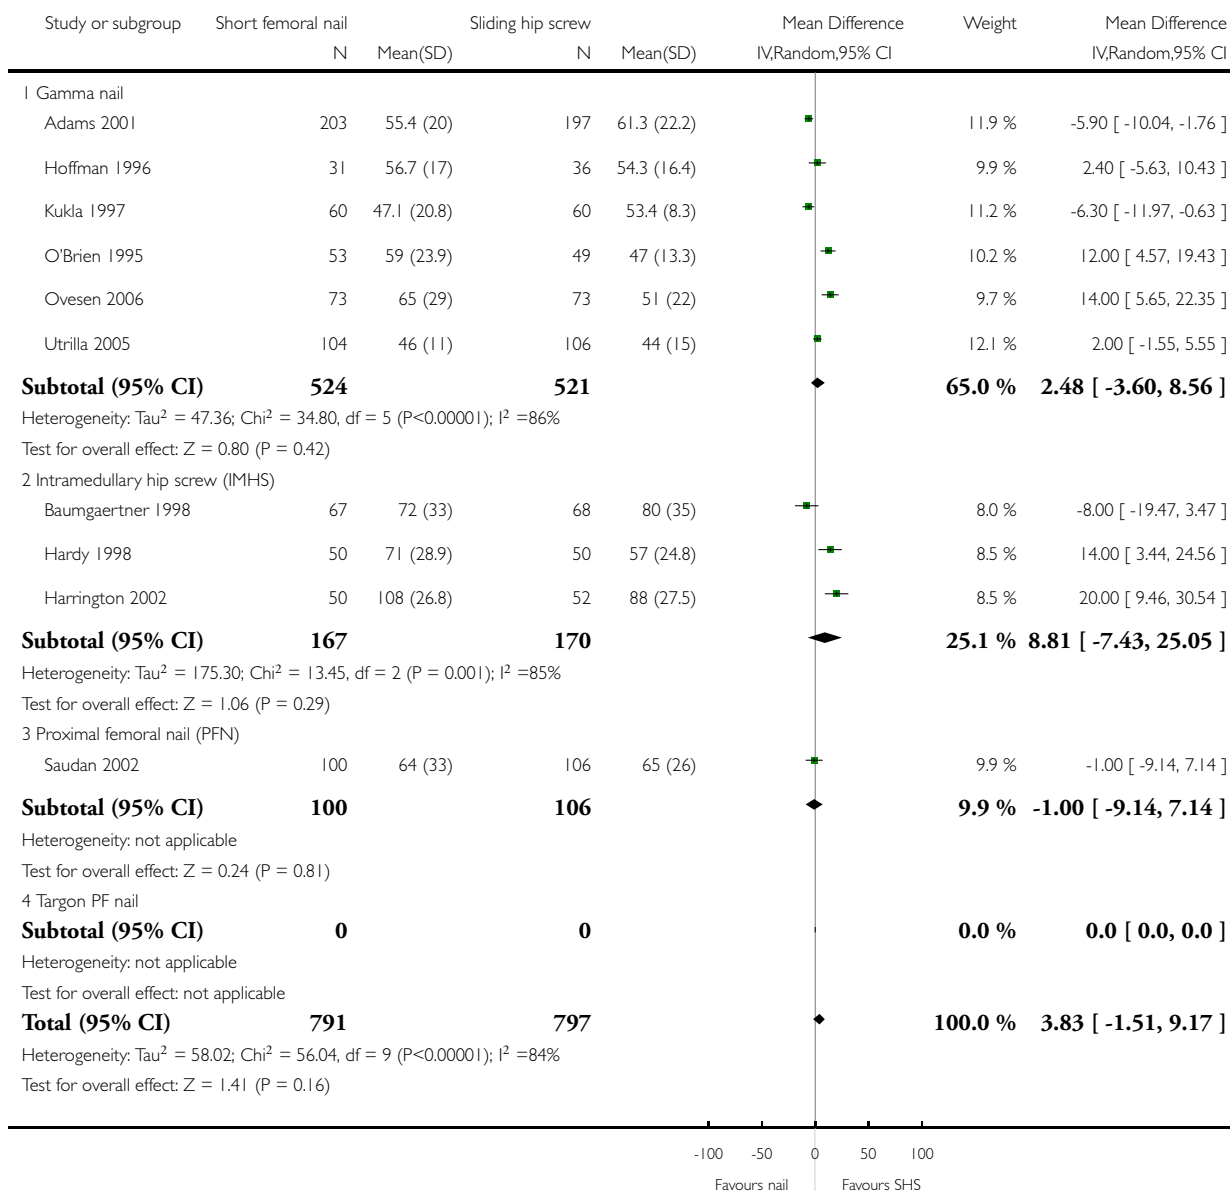 Study or subgroup Short femoral nail Sliding hip screw Mean Difference Weight Mean Difference
N Mean(SD) N Mean(SD) IV,Random,95% CI IV,Random,95% CI
1 Gamma nail
Adams 2001 203 55.4 (20) 197 61.3 (22.2) 11.9 % -5.90 [ -10.04, -1.76 ]
Hoffman 1996 31 56.7 (17) 36 54.3 (16.4) 9.9 % 2.40 [ -5.63, 10.43 ]
Kukla 1997 60 47.1 (20.8) 60 53.4 (8.3) 11.2 % -6.30 [ -11.97, -0.63 ]
O'Brien 1995 53 59 (23.9) 49 47 (13.3) 10.2 % 12.00 [ 4.57, 19.43 ]
Ovesen 2006 73 65 (29) 73 51 (22) 9.7 % 14.00 [ 5.65, 22.35 ]
Utrilla 2005 104 46 (11) 106 44 (15) 12.1 % 2.00 [ -1.55, 5.55 ]
Subtotal (95% CI) 524 521 65.0 % 2.48 [ -3.60, 8.56 ]
Heterogeneity: Tau² = 47.36; Chi² = 34.80, df = 5 (P<0.00001); I² =86%
Test for overall effect: Z = 0.80 (P = 0.42)
2 Intramedullary hip screw (IMHS)
Baumgaertner 1998 67 72 (33) 68 80 (35) 8.0 % -8.00 [ -19.47, 3.47 ]
Hardy 1998 50 71 (28.9) 50 57 (24.8) 8.5 % 14.00 [ 3.44, 24.56 ]
Harrington 2002 50 108 (26.8) 52 88 (27.5) 8.5 % 20.00 [ 9.46, 30.54 ]
Subtotal (95% CI) 167 170 25.1 % 8.81 [ -7.43, 25.05 ]
Heterogeneity: Tau² = 175.30; Chi² = 13.45, df = 2 (P = 0.001); I² =85%
Test for overall effect: Z = 1.06 (P = 0.29)
3 Proximal femoral nail (PFN)
Saudan 2002 100 64 (33) 106 65 (26) 9.9 % -1.00 [ -9.14, 7.14 ]
Subtotal (95% CI) 100 106 9.9 % -1.00 [ -9.14, 7.14 ]
Heterogeneity: not applicable
Test for overall effect: Z = 0.24 (P = 0.81)
4 Targon PF nail
Subtotal (95% CI) 0 0 0.0 % 0.0 [ 0.0, 0.0 ]
Heterogeneity: not applicable
Test for overall effect: not applicable
Total (95% CI) 791 797 100.0 % 3.83 [ -1.51, 9.17 ]
Heterogeneity: Tau² = 58.02; Chi² = 56.04, df = 9 (P<0.00001); I² =84%
Test for overall effect: Z = 1.41 (P = 0.16)
-100 -50 0 50 100
Favours nail Favours SHS